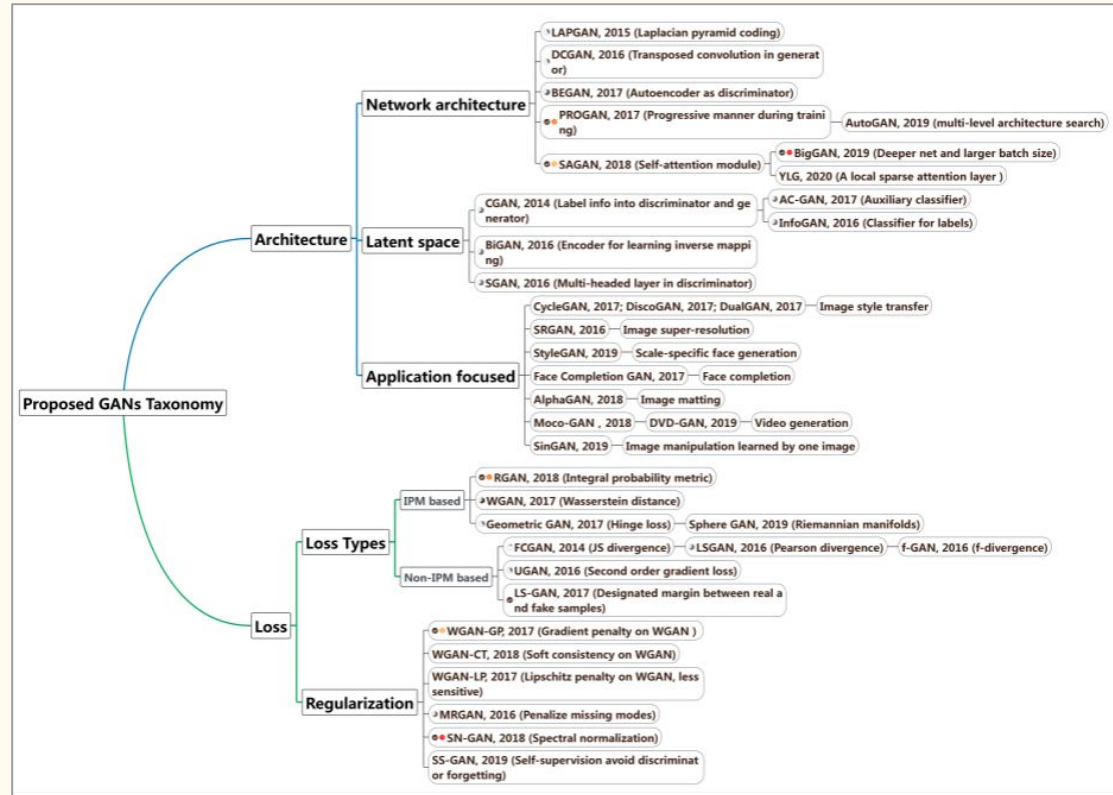 LAPGAN, 2015 (Laplacian pyramid coding)
DCGAN, 2016 (Transposed convolution in generat
or)
Network architecture
BEGAN, 2017 (Autoencoder as discriminator)
PROGAN, 2017 (Progressive manner during traini
ng)
AutoGAN, 2019 (multi-level architecture search)
SAGAN, 2018 (Self-attention module)
BigGAN, 2019 (Deeper net and larger batch size)
YLG, 2020 (A local sparse attention layer )
Architecture
Latent space
CGAN, 2014 (Label info into discriminator and ge
nerator)
AC-GAN, 2017 (Auxiliary classifier)
InfoGAN, 2016 (Classifier for labels)
BiGAN, 2016 (Encoder for learning inverse mappi
ng)
SGAN, 2016 (Multi-headed layer in discriminator)
Application focused
CycleGAN, 2017; DiscoGAN, 2017; DualGAN, 2017
Image style transfer
SRGAN, 2016
Image super-resolution
StyleGAN, 2019
Scale-specific face generation
Face Completion GAN, 2017
Face completion
AlphaGAN, 2018
Image matting
Moco-GAN , 2018
DVD-GAN, 2019
Video generation
SinGAN, 2019
Image manipulation learned by one image
Proposed GANs Taxonomy
Loss
Loss Types
IPM based
RGAN, 2018 (Integral probability metric)
WGAN, 2017 (Wasserstein distance)
Geometric GAN, 2017 (Hinge loss)
Sphere GAN, 2019 (Riemannian manifolds)
Non-IPM based
FCGAN, 2014 (JS divergence)
LSGAN, 2016 (Pearson divergence)
f-GAN, 2016 (f-divergence)
UGAN, 2016 (Second order gradient loss)
LS-GAN, 2017 (Designated margin between real a
nd fake samples)
Regularization
WGAN-GP, 2017 (Gradient penalty on WGAN )
WGAN-CT, 2018 (Soft consistency on WGAN)
WGAN-LP, 2017 (Lipschitz penalty on WGAN, less
sensitive)
MRGAN, 2016 (Penalize missing modes)
SN-GAN, 2018 (Spectral normalization)
SS-GAN, 2019 (Self-supervision avoid discriminat
or forgetting)